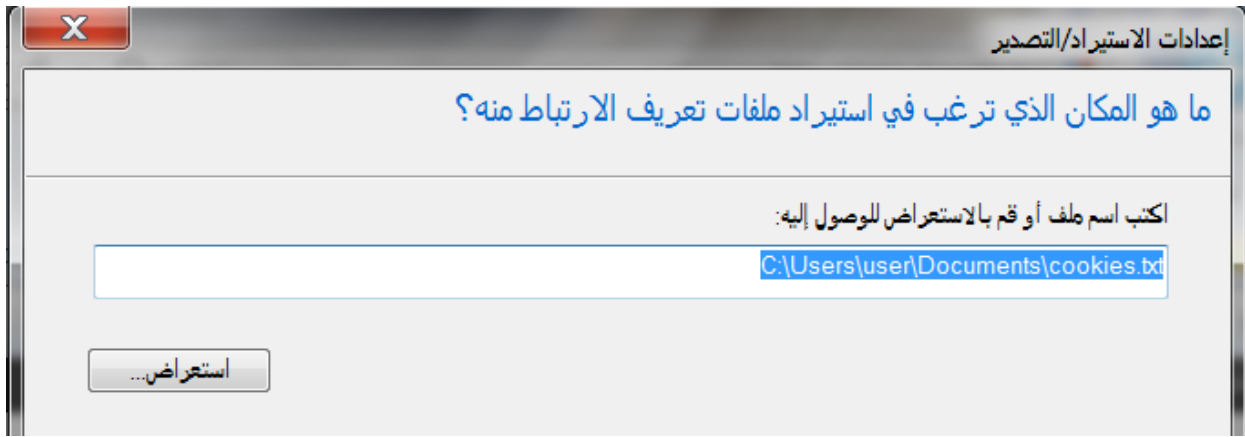 إعدادات الاستيراد/التصدير
ما هو المكان الذي ترغب في استيراد ملفات تعريف الارتباط منه؟
اكتب اسم ملف أو قم بالاستعراض للوصول إليه:
C:\Users\user\Documents\cookies.txt
استعراض...